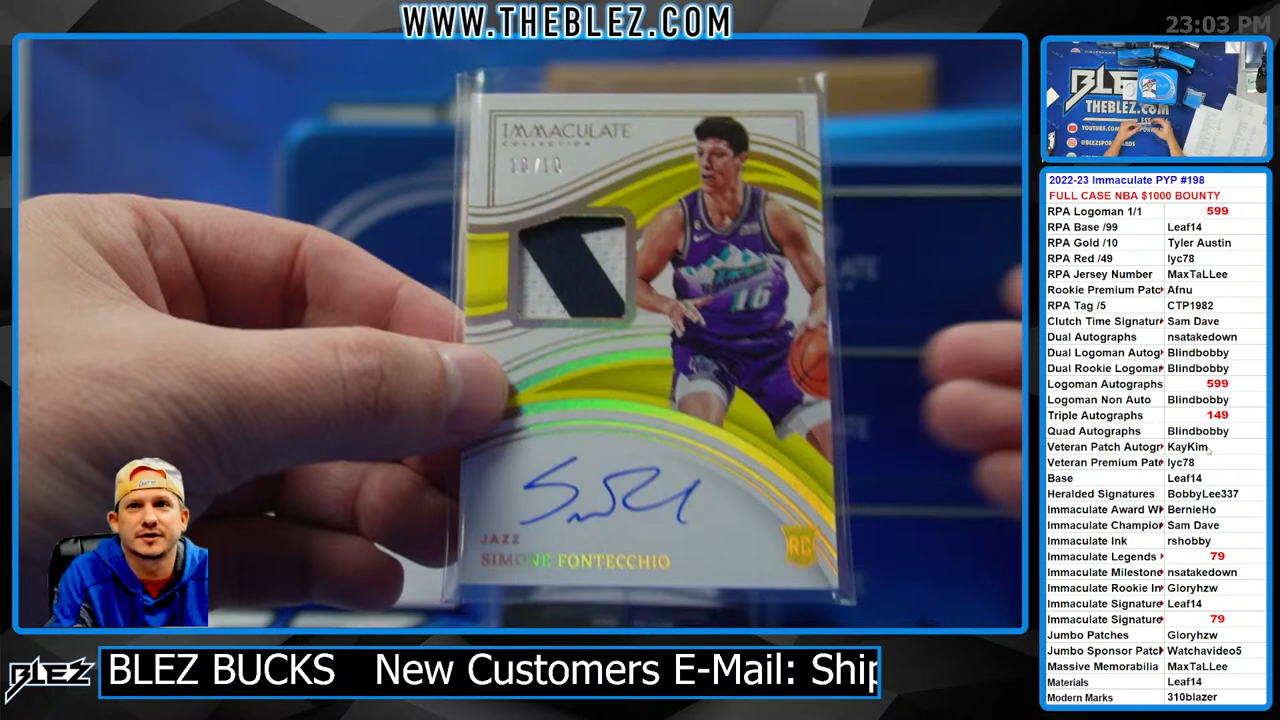 WWW.THEBLEZ.COM
23:03 PM
IMMACULATE
COLLECTION
10/10
16
JAZZ
SIMONE FONTECCHIO
RC
BLE
THEBLEZ.COM
2022-23 Immaculate PYP #198
FULL CASE NBA $1000 BOUNTY
RPA Logoman 1/1 599
RPA Base /99 Leaf14
RPA Gold /10 Tyler Austin
RPA Red /49 lyc78
RPA Jersey Number MaxTaLLee
Rookie Premium Patc Afnu
RPA Tag /5 CTP1982
Clutch Time Signatur Sam Dave
Dual Autographs nsatakedown
Dual Logoman Autog Blindbobby
Dual Rookie Logoma Blindbobby
Logoman Autographs 599
Logoman Non Auto Blindbobby
Triple Autographs 149
Quad Autographs Blindbobby
Veteran Patch Autogr KayKim
Veteran Premium Pat lyc78
Base Leaf14
Heralded Signatures BobbyLee337
Immaculate Award Wi BernieHo
Immaculate Champio Sam Dave
Immaculate Ink rshobby
Immaculate Legends 79
Immaculate Milestone nsatakedown
Immaculate Rookie In Gloryhzw
Immaculate Signature Leaf14
Immaculate Signature 79
Jumbo Patches Gloryhzw
Jumbo Sponsor Patc Watchavideo5
Massive Memorabilia MaxTaLLee
Materials Leaf14
Modern Marks 310blazer
BLEZ
BLEZ BUCKS New Customers E-Mail: Ship